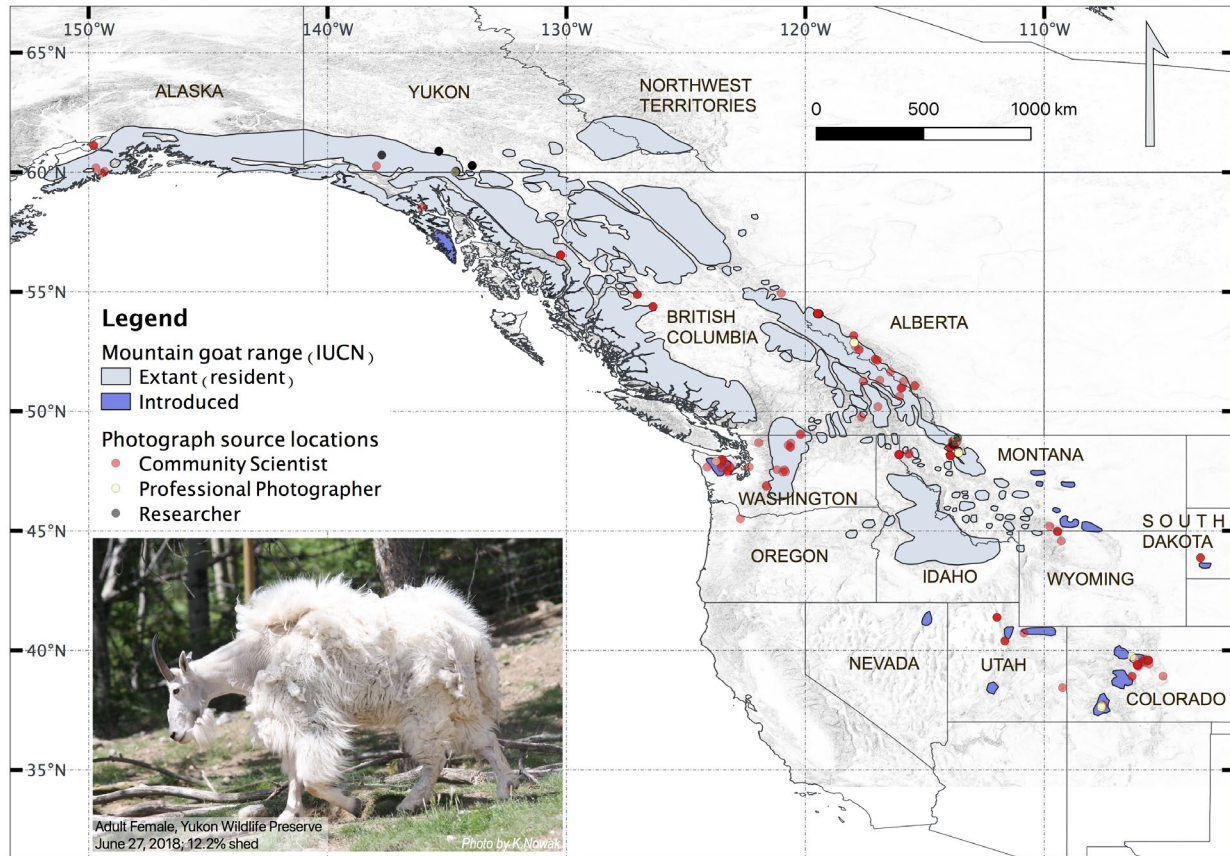 150°W
140°W
130°W
120°W
110°W
65°N
60°N
55°N
50°N
45°N
40°N
35°N
ALASKA
YUKON
NORTHWEST
TERRITORIES
0 500 1000 km
BRITISH
COLUMBIA
ALBERTA
Legend
Mountain goat range (IUCN)
Extant (resident)
Introduced
Photograph source locations
Community Scientist
Professional Photographer
Researcher
WASHINGTON
MONTANA
OREGON
IDAHO
WYOMING
SOUTH
DAKOTA
NEVADA
UTAH
COLORADO
Adult Female, Yukon Wildlife Preserve
June 27, 2018; 12.2% shed
Photo by K.Nowak